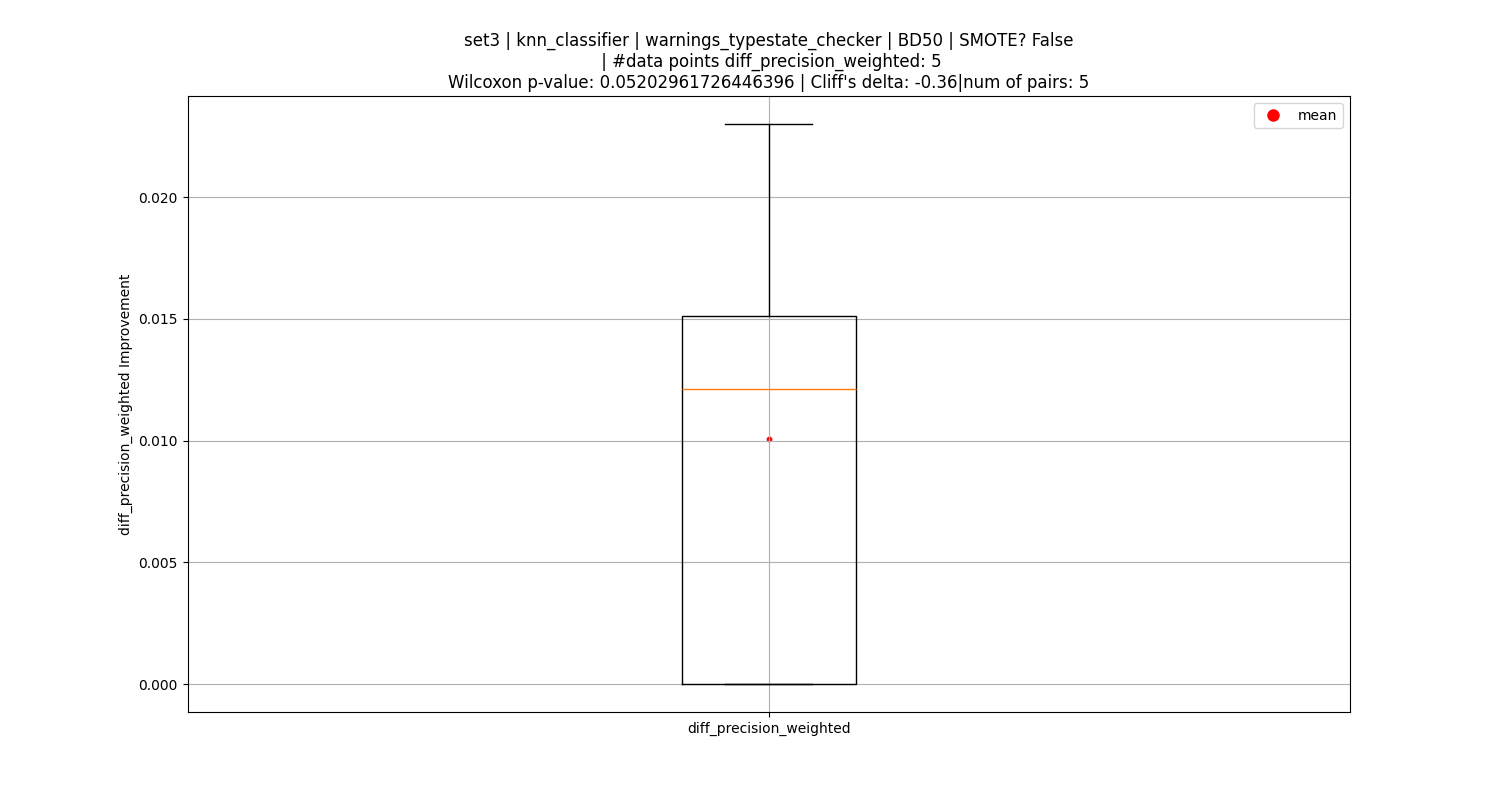 set3 | knn_classifier | warnings_typestate_checker | BD50 | SMOTE? False
| #data points diff_precision_weighted: 5
Wilcoxon p-value: 0.05202961726446396 | Cliff's delta: -0.36|num of pairs: 5
mean
0.020
0.015
0.010
0.005
0.000
diff_precision_weighted Improvement
diff_precision_weighted